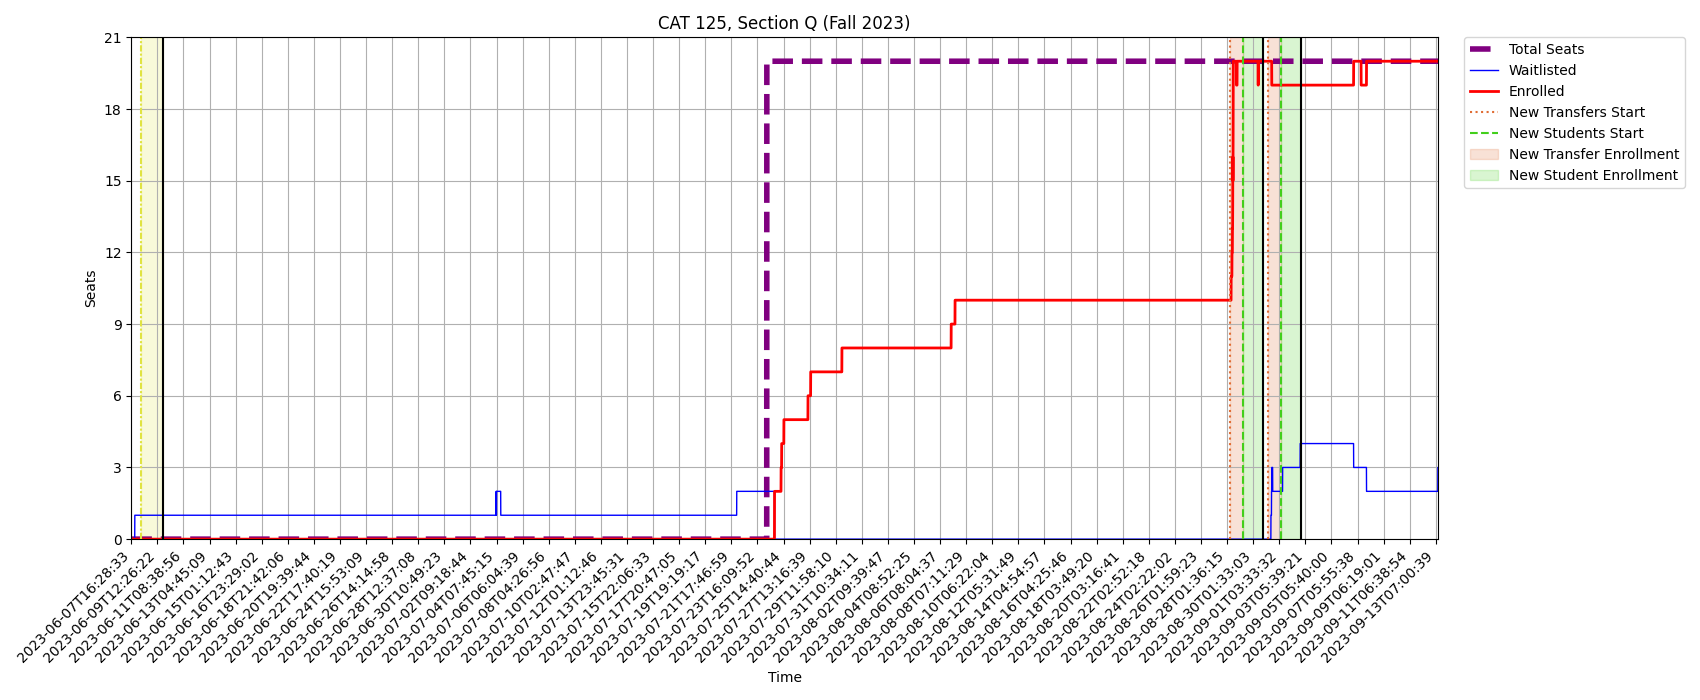 CAT 125, Section Q (Fall 2023)
21
18
15
12
9
6
3
0
Seats
2023-06-07T16:28:33
2023-06-09T12:26:22
2023-06-11T08:38:56
2023-06-13T04:45:09
2023-06-15T01:12:43
2023-06-16T23:29:02
2023-06-18T21:42:06
2023-06-20T19:39:44
2023-06-22T17:40:19
2023-06-24T15:53:09
2023-06-26T14:14:58
2023-06-28T12:37:08
2023-06-30T10:49:23
2023-07-02T09:18:44
2023-07-04T07:45:15
2023-07-06T06:04:39
2023-07-08T04:26:56
2023-07-10T02:47:47
2023-07-12T01:12:46
2023-07-13T23:45:31
2023-07-15T22:06:33
2023-07-17T20:47:05
2023-07-19T19:19:17
2023-07-21T17:46:59
2023-07-23T16:09:52
2023-07-25T14:40:44
2023-07-27T13:16:39
2023-07-29T11:58:10
2023-07-31T10:34:11
2023-08-02T09:39:47
2023-08-04T08:52:25
2023-08-06T08:04:37
2023-08-08T07:11:29
2023-08-10T06:22:04
2023-08-12T05:31:49
2023-08-14T04:54:57
2023-08-16T04:25:46
2023-08-18T03:49:20
2023-08-20T03:16:41
2023-08-22T02:52:18
2023-08-24T02:22:02
2023-08-26T01:59:23
2023-08-28T01:36:15
2023-08-30T01:33:03
2023-09-01T03:33:32
2023-09-03T05:39:21
2023-09-05T05:40:00
2023-09-07T05:55:38
2023-09-09T06:19:01
2023-09-11T06:38:54
2023-09-13T07:00:39
Time
Total Seats
Waitlisted
Enrolled
New Transfers Start
New Students Start
New Transfer Enrollment
New Student Enrollment